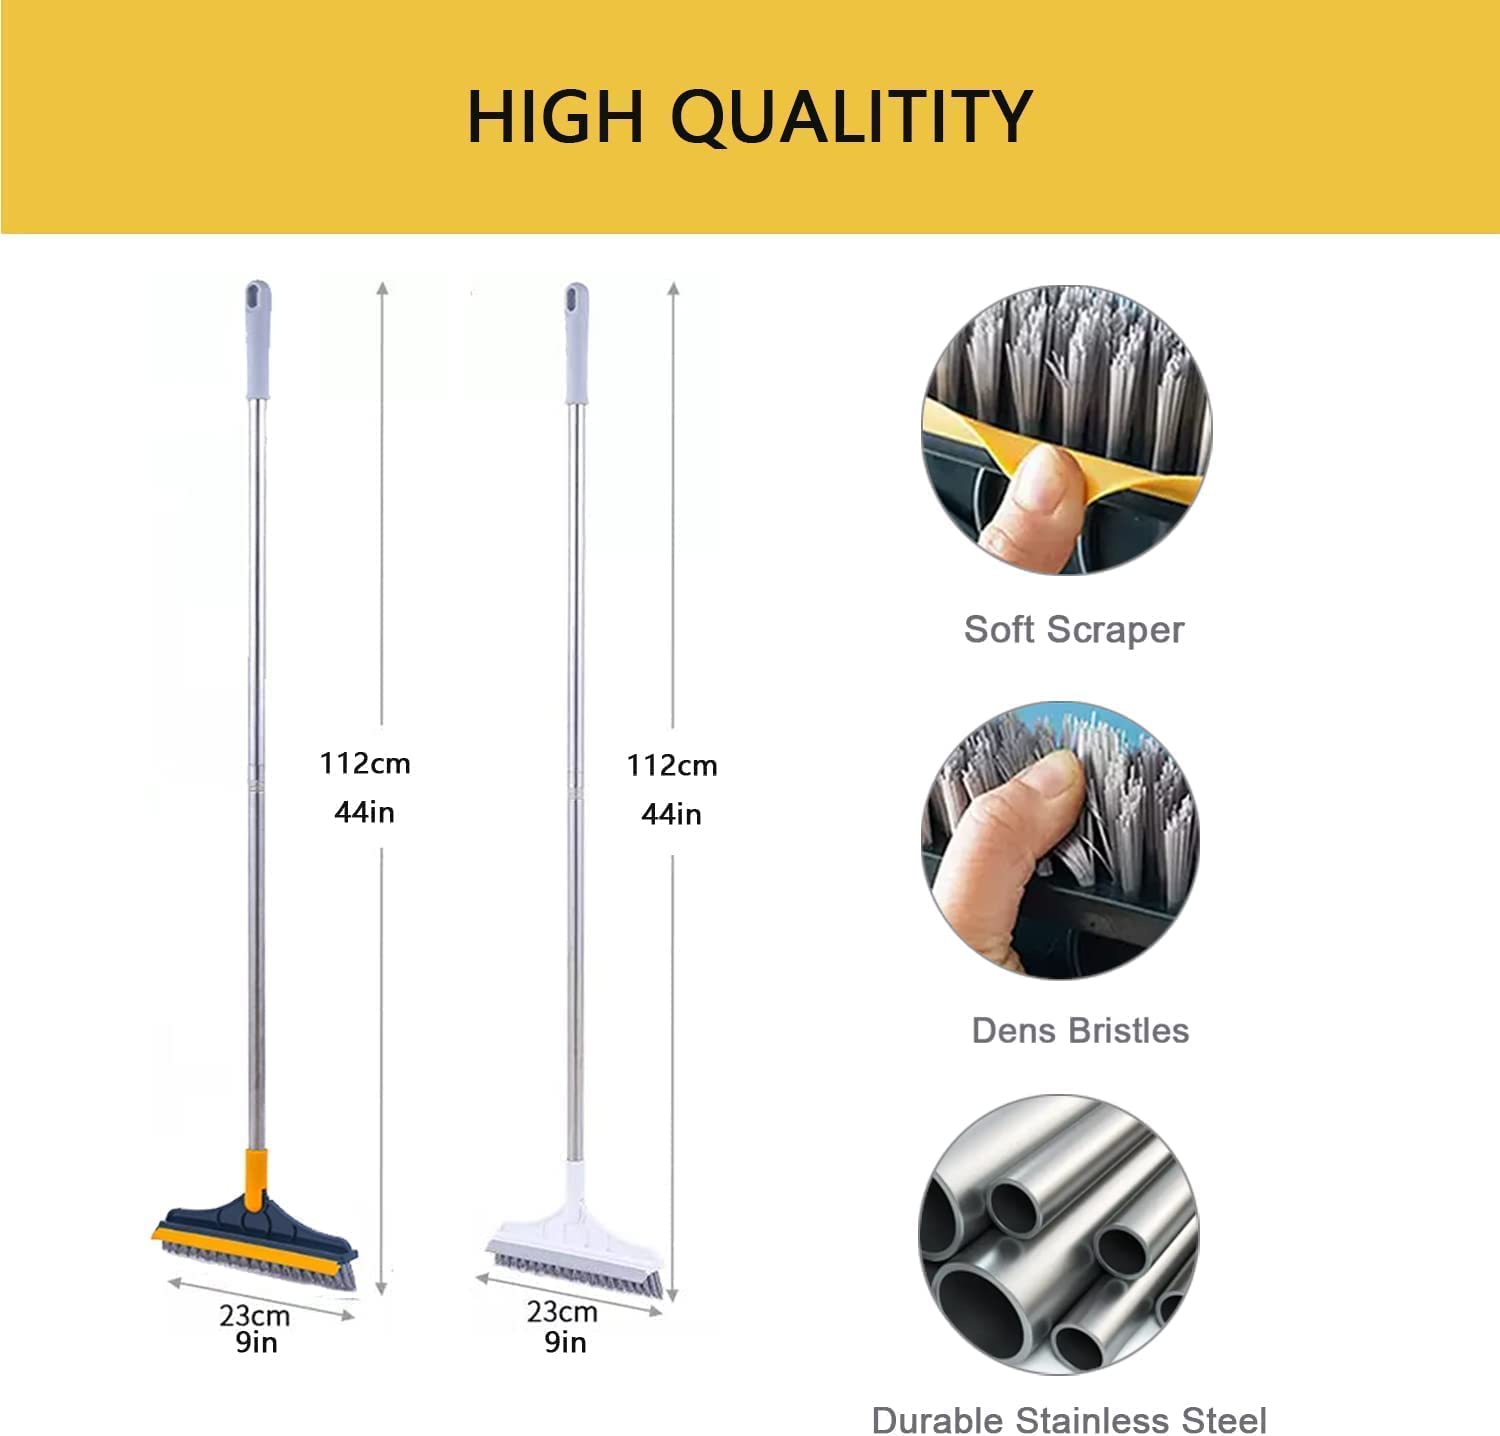 HIGH QUALITITY
112cm
44in
112cm
44in
23cm
9in
23cm
9in
Soft Scraper
Dens Bristles
Durable Stainless Steel